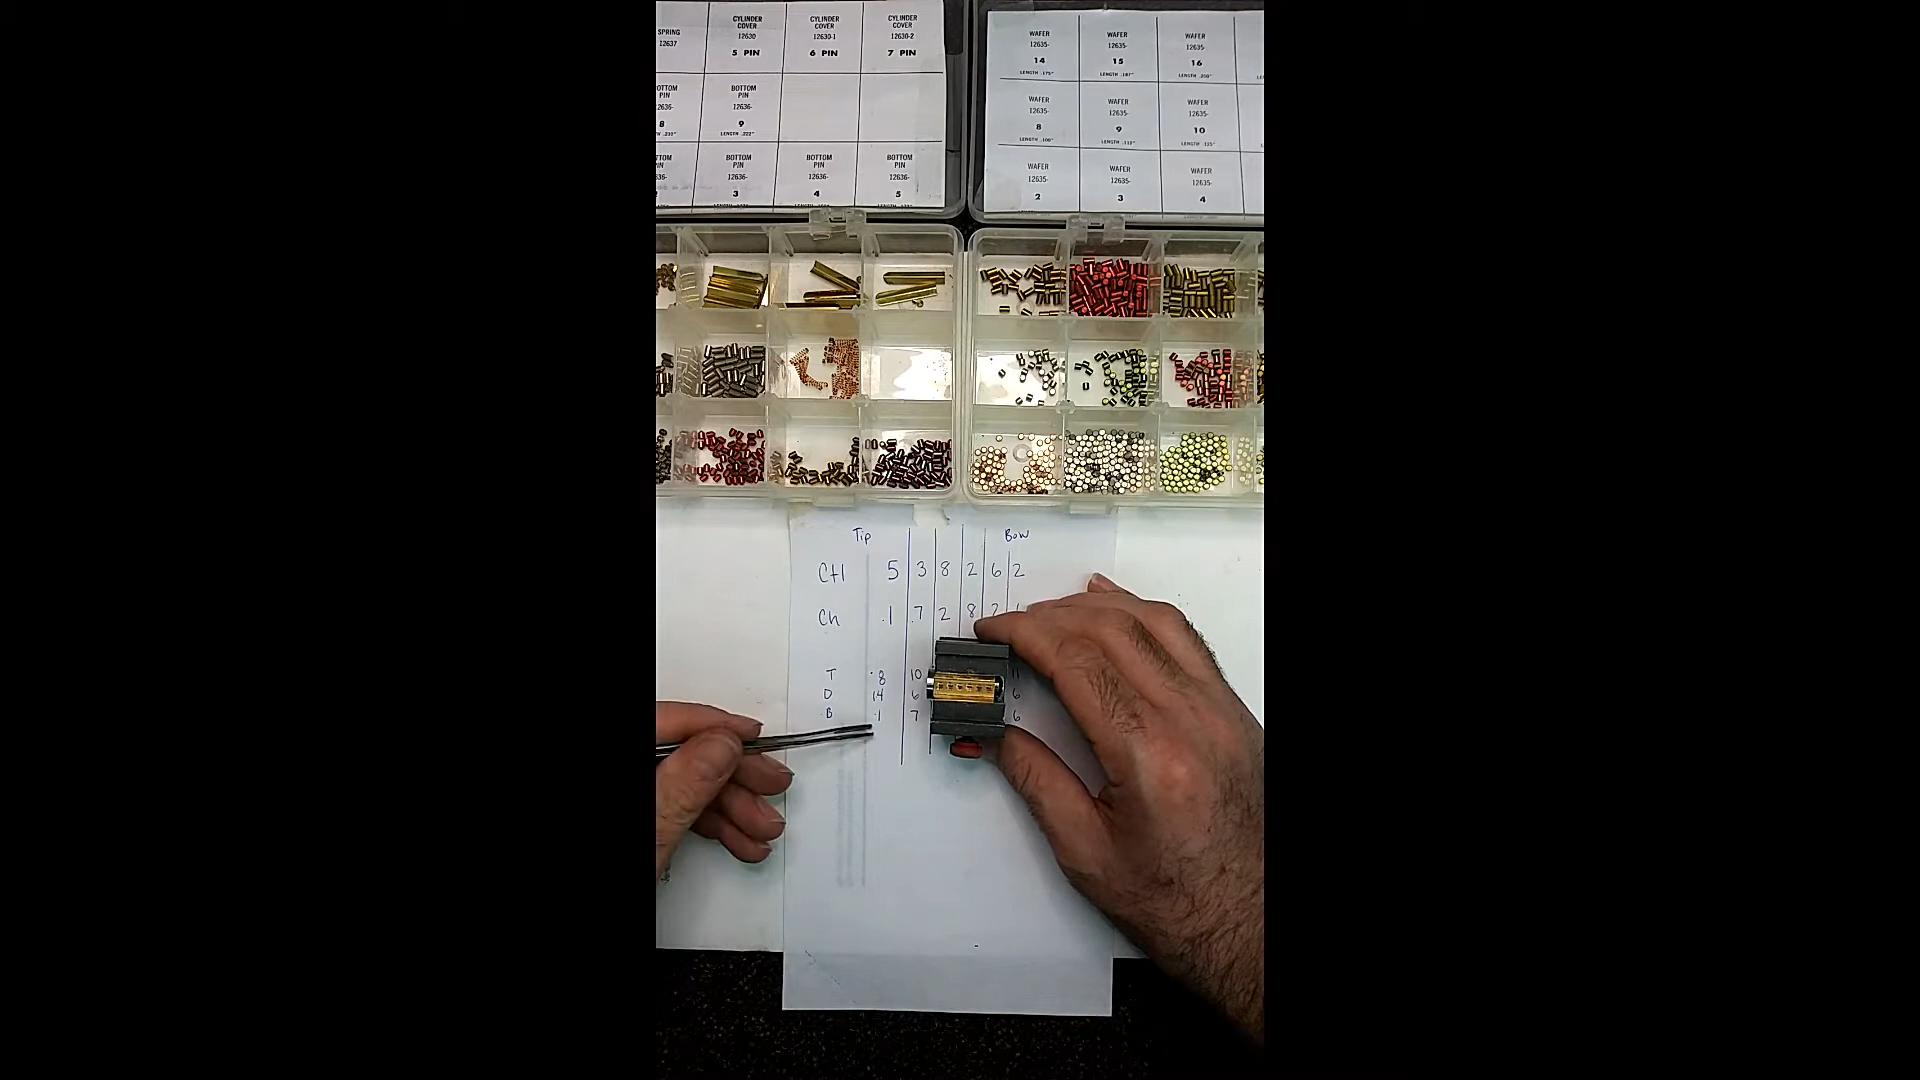 SPRING
12637
CYLINDER
COVER
12630
5 PIN
CYLINDER
COVER
12630-1
6 PIN
CYLINDER
COVER
12630-2
7 PIN
OTTOM
PIN
2636-
8
BOTTOM
PIN
12636-
9
LENGTH .222"
BOTTOM
PIN
12636-
3
BOTTOM
PIN
12636-
4
BOTTOM
PIN
12636-
5
WAFER
12635-
14
LENGTH .175"
WAFER
12635-
15
LENGTH .187"
WAFER
12635-
16
LENGTH .200"
WAFER
12635-
8
LENGTH .100"
WAFER
12635-
9
LENGTH .112"
WAFER
12635-
10
LENGTH .125"
WAFER
12635-
2
WAFER
12635-
3
WAFER
12635-
4
Tip Bow
Ctl 5 3 8 2 6 2
Ch 1 7 2 8 2
T 8 10 11
D 14 6 6
B 1 7 6